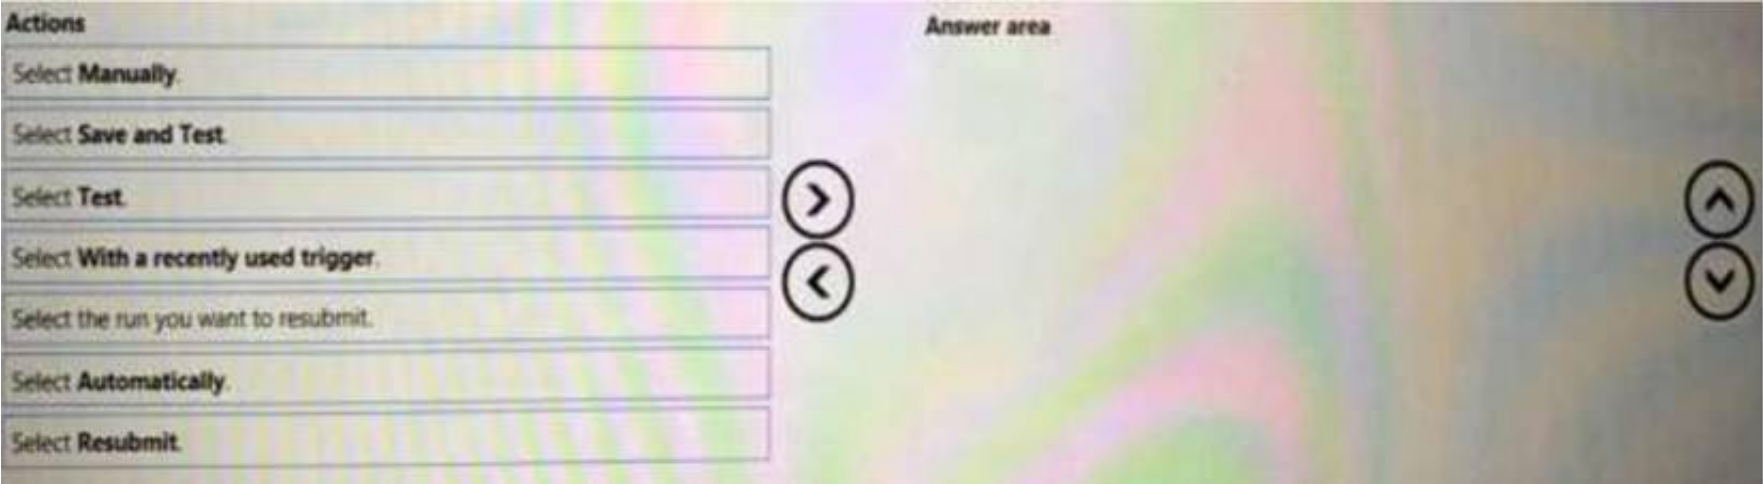 Actions
Answer area
Select Manually.
Select Save and Test.
Select Test.
Select With a recently used trigger.
Select the run you want to resubmit.
Select Automatically.
Select Resubmit.